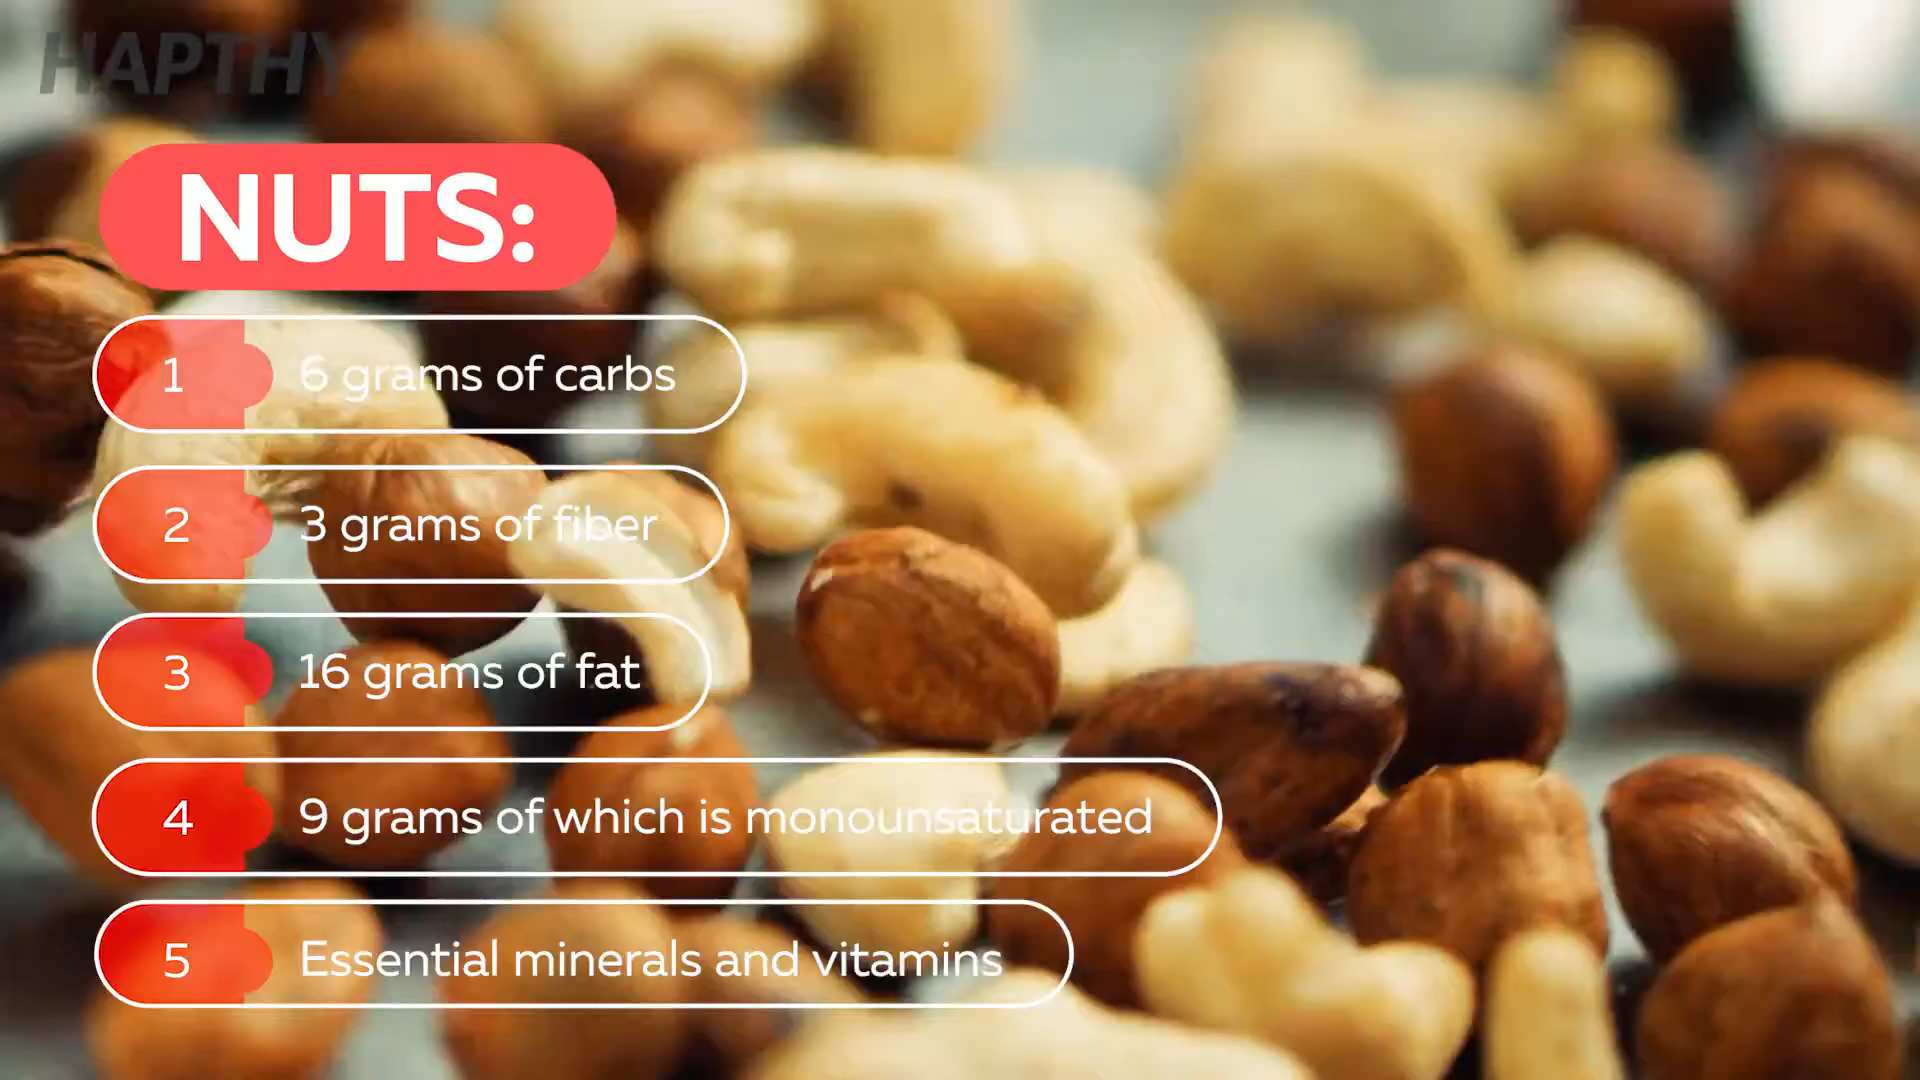 HAPTHY
NUTS:
1 6 grams of carbs
2 3 grams of fiber
3 16 grams of fat
4 9 grams of which is monounsaturated
5 Essential minerals and vitamins